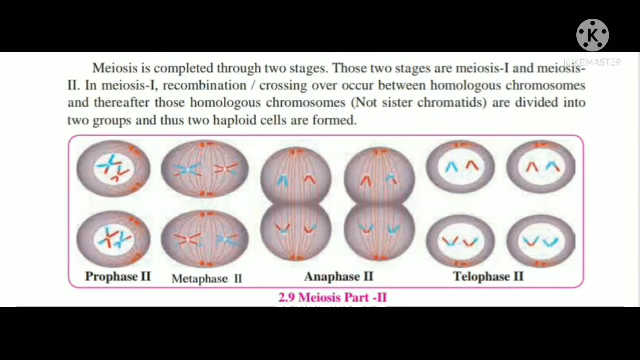 K
KINEMASTER
Meiosis is completed through two stages. Those two stages are meiosis-I and meiosis-
II. In meiosis-I, recombination / crossing over occur between homologous chromosomes
and thereafter those homologous chromosomes (Not sister chromatids) are divided into
two groups and thus two haploid cells are formed.
Prophase II Metaphase II Anaphase II Telophase II
2.9 Meiosis Part -II